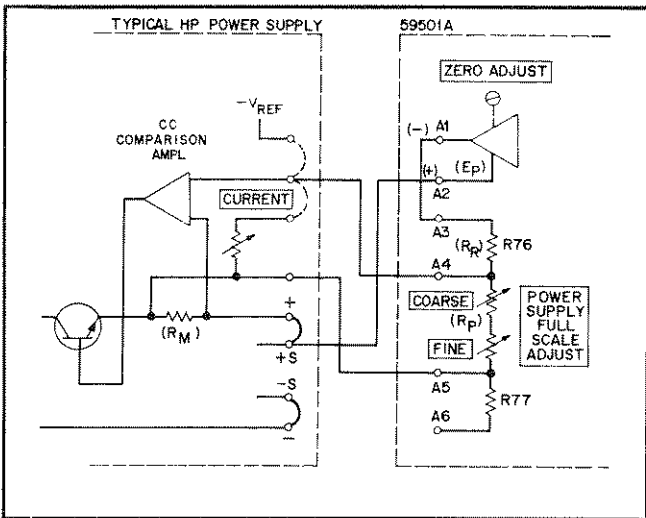 TYPICAL HP POWER SUPPLY
59501A
ZERO ADJUST
−VREF
CC
COMPARISON
AMPL
(−) A1
(EP)
(+) A2
CURRENT
A3
(RR) R76
A4
COARSE
(RP)
FINE
POWER
SUPPLY
FULL
SCALE
ADJUST
+
(RM)
+S
A5
−S
R77
A6
−